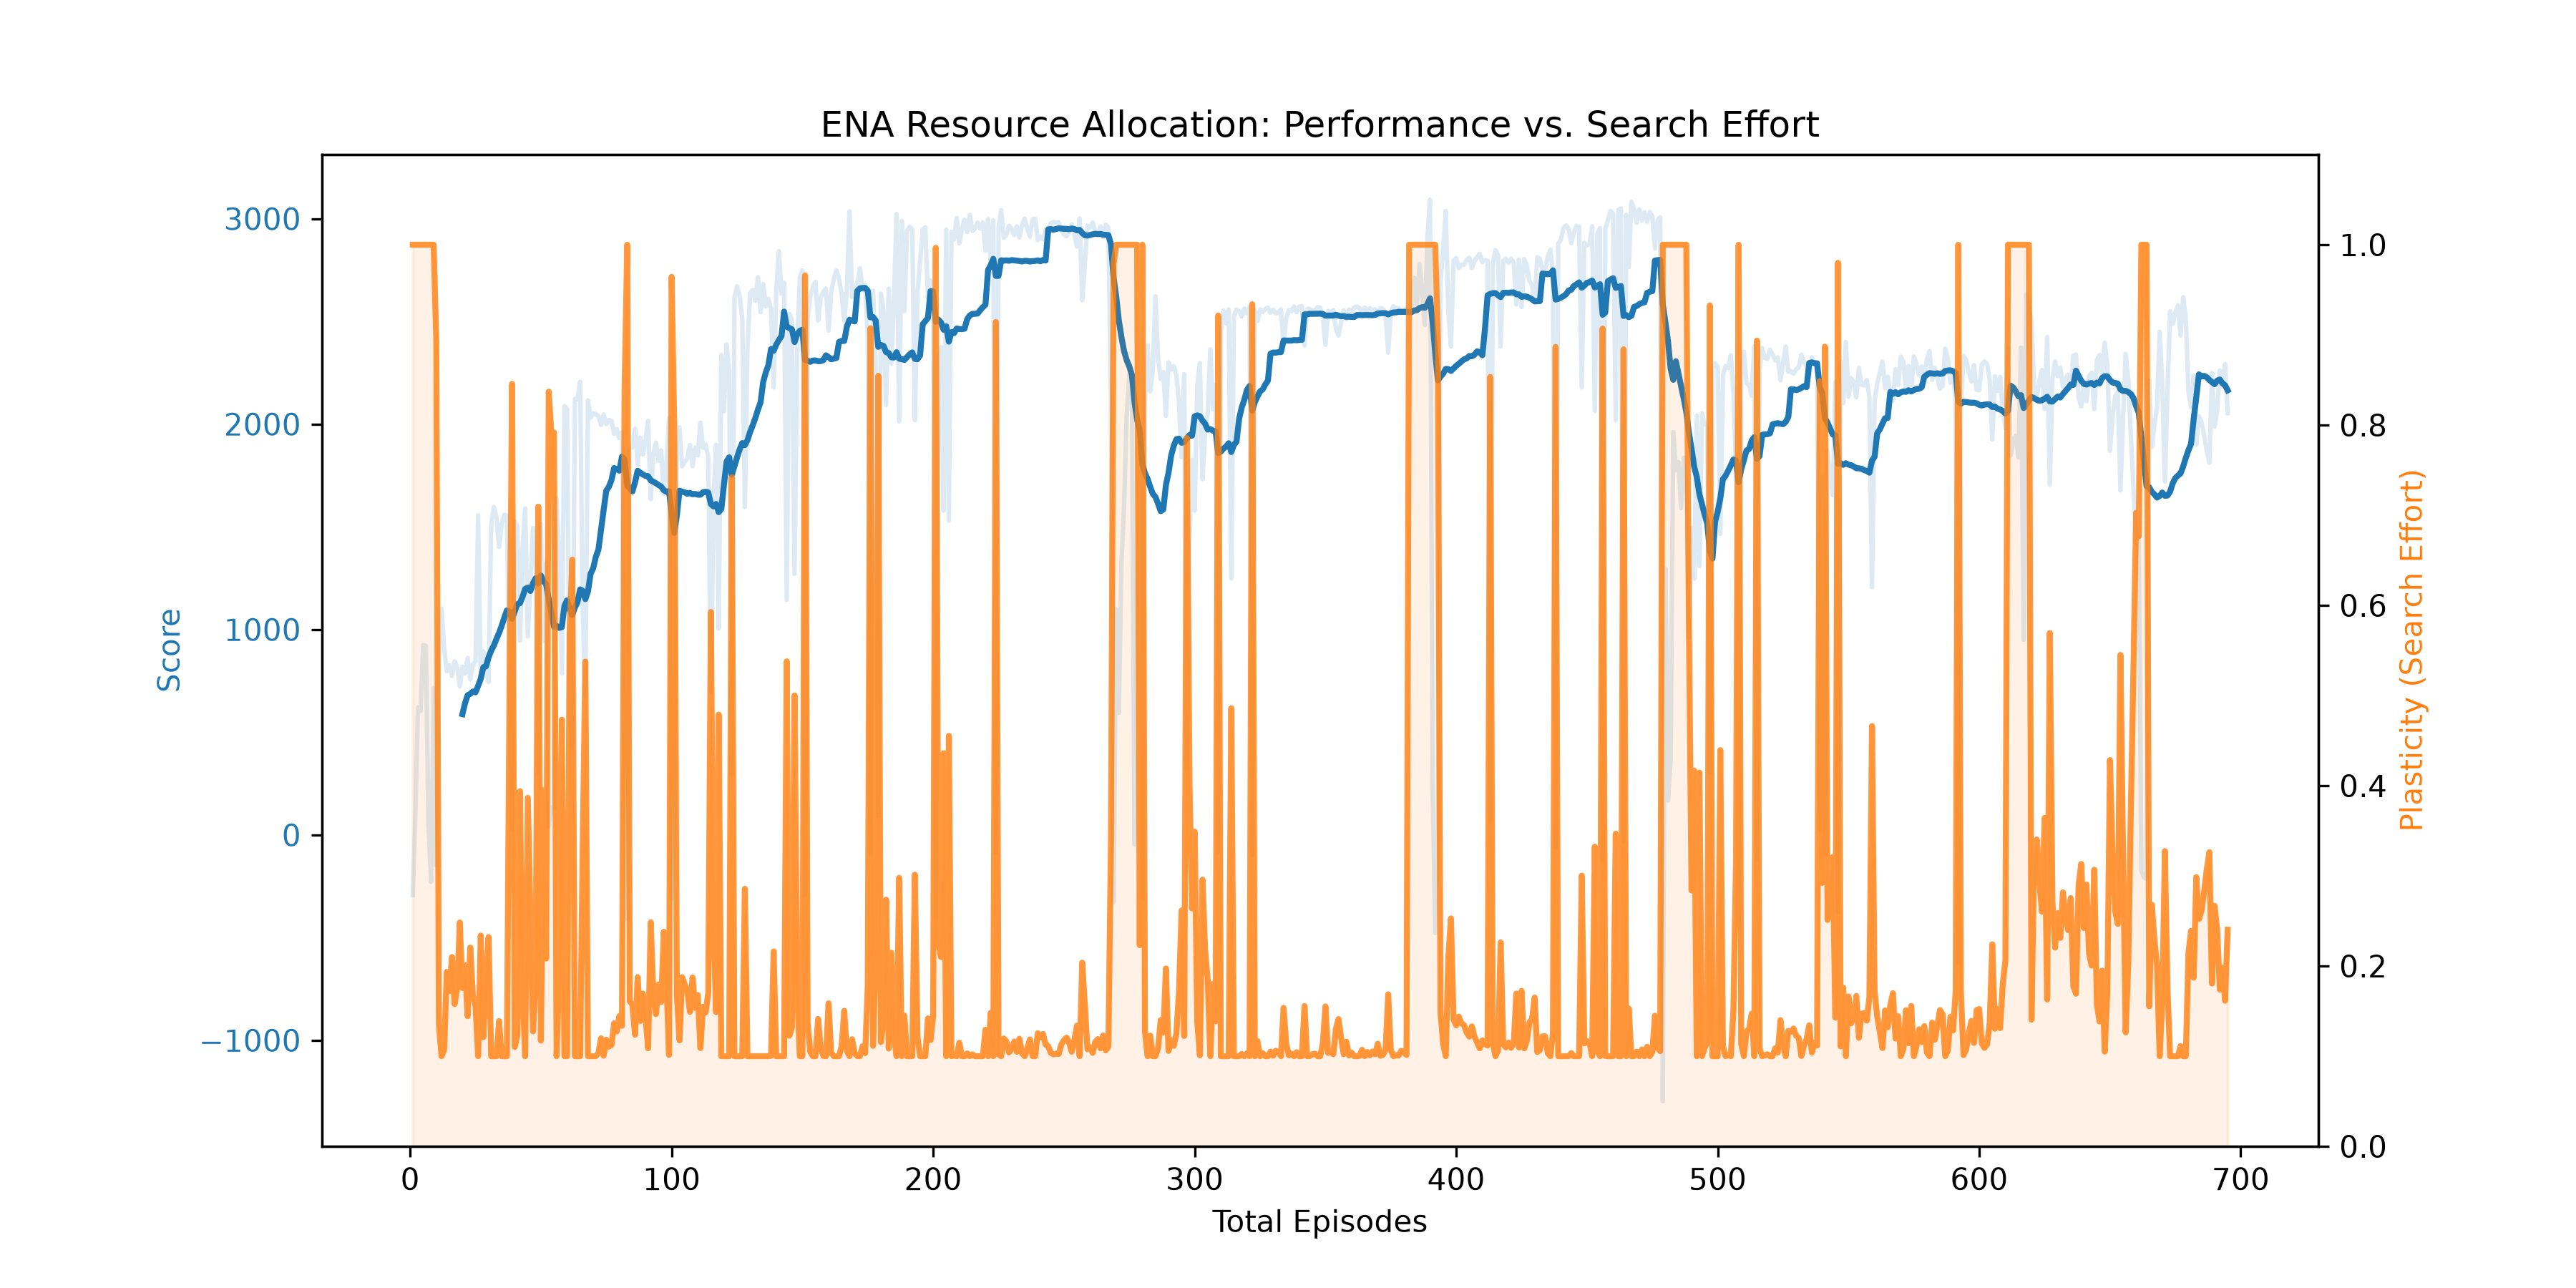 ENA Resource Allocation: Performance vs. Search Effort
3000
2000
1000
0
−1000
Score
1.0
0.8
0.6
0.4
0.2
0.0
Plasticity (Search Effort)
0 100 200 300 400 500 600 700
Total Episodes